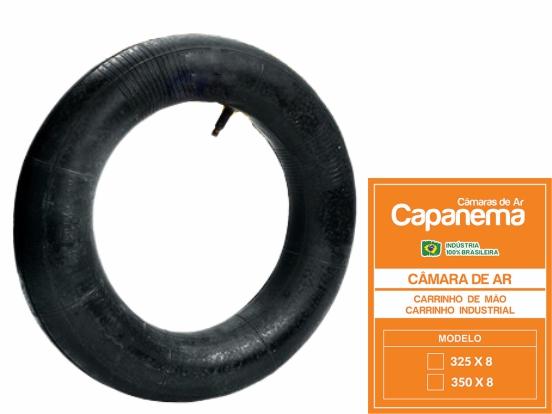 Câmaras de Ar
Capanema
INDÚSTRIA
100% BRASILEIRA
CÂMARA DE AR
CARRINHO DE MÃO
CARRINHO INDUSTRIAL
MODELO
325 X 8
350 X 8